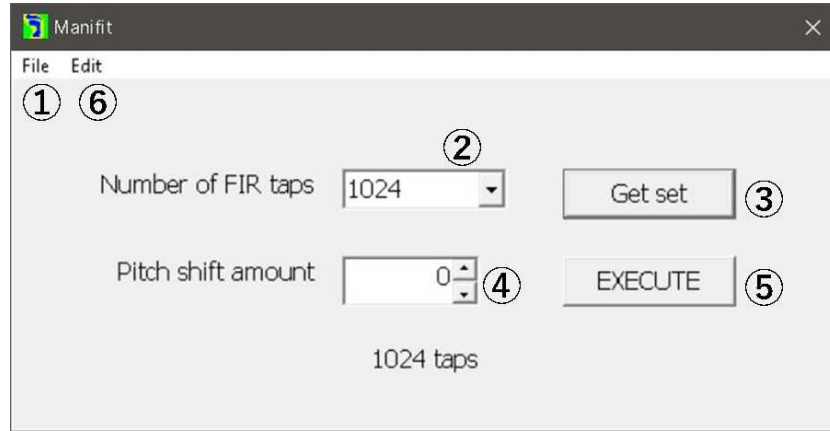 Manifit
File Edit
① ⑥
②
Number of FIR taps 1024 Get set ③
Pitch shift amount 0 ④ EXECUTE ⑤
1024 taps